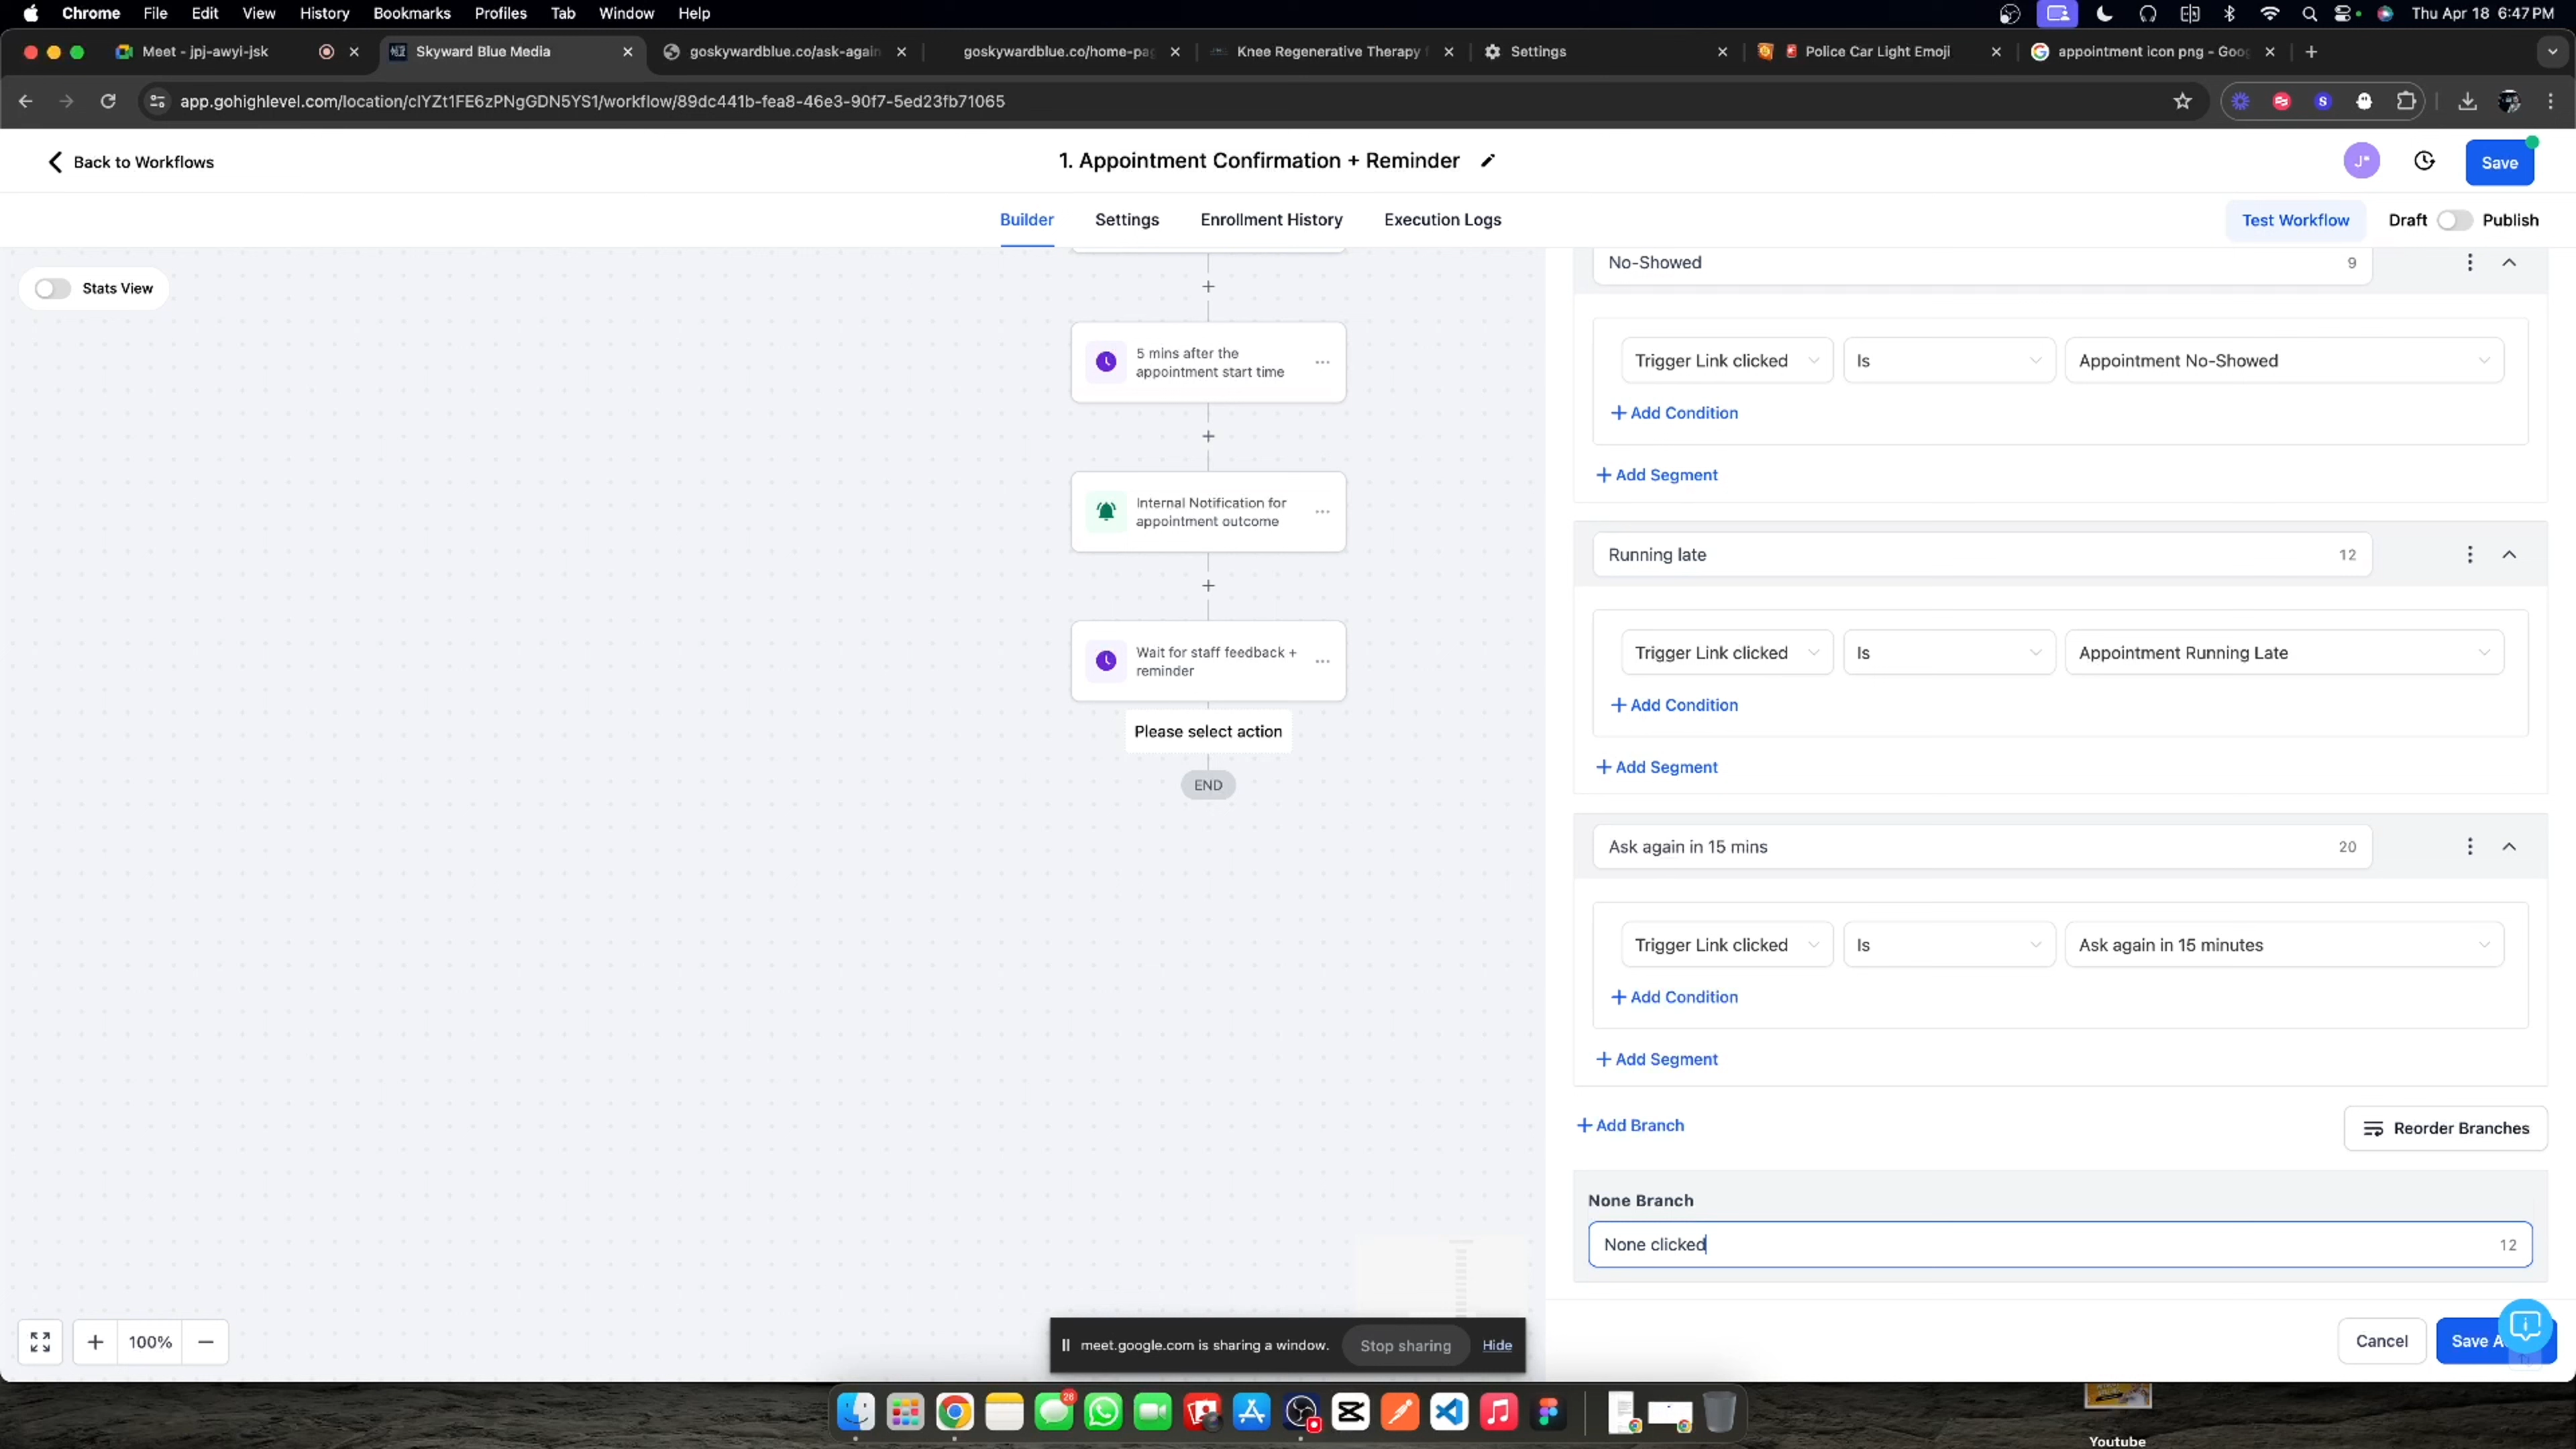 Chrome File Edit View History Bookmarks Profiles Tab Window Help Thu Apr 18 6:47 PM
Meet - jpj-awyi-jsk Skyward Blue Media goskywardblue.co/ask-again goskywardblue.co/home-pag Knee Regenerative Therapy Settings Police Car Light Emoji appointment icon png - Goog
app.gohighlevel.com/location/cIYZt1FE6zPNgGDN5YS1/workflow/89dc441b-fea8-46e3-90f7-5ed23fb71065
Back to Workflows
1. Appointment Confirmation + Reminder
J"
Save
Builder Settings Enrollment History Execution Logs
Test Workflow
Draft Publish
Stats View
5 mins after the
appointment start time
Internal Notification for
appointment outcome
Wait for staff feedback +
reminder
Please select action
END
No-Showed 9
Trigger Link clicked Is Appointment No-Showed
+ Add Condition
+ Add Segment
Running late 12
Trigger Link clicked Is Appointment Running Late
+ Add Condition
+ Add Segment
Ask again in 15 mins 20
Trigger Link clicked Is Ask again in 15 minutes
+ Add Condition
+ Add Segment
+ Add Branch
Reorder Branches
None Branch
None clicked 12
100%
meet.google.com is sharing a window. Stop sharing Hide
Cancel
Save A
28
Youtube